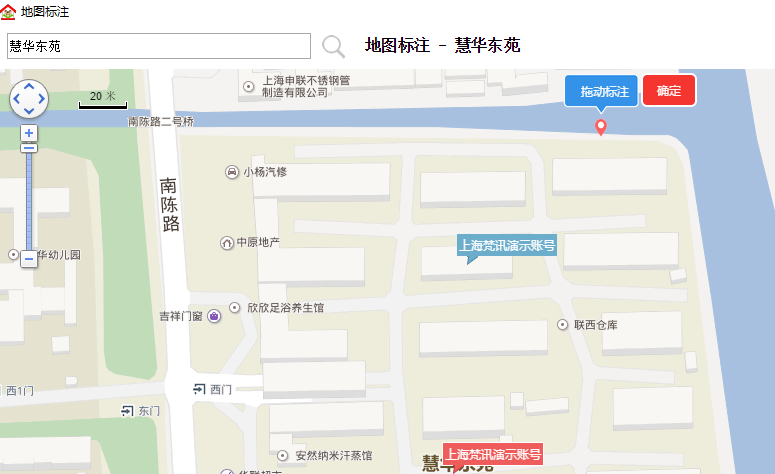 地图标注
慧华东苑
地图标注 - 慧华东苑
上海申联不锈钢管
制造有限公司
拖动标注
确定
20 米
南陈路二号桥
小杨汽修
南陈路
中原地产
上海梵讯演示账号
华幼儿园
欣欣足浴养生馆
吉祥门窗
联西仓库
西门
西1门
东门
上海梵讯演示账号
安然纳米汗蒸馆
慧华东苑